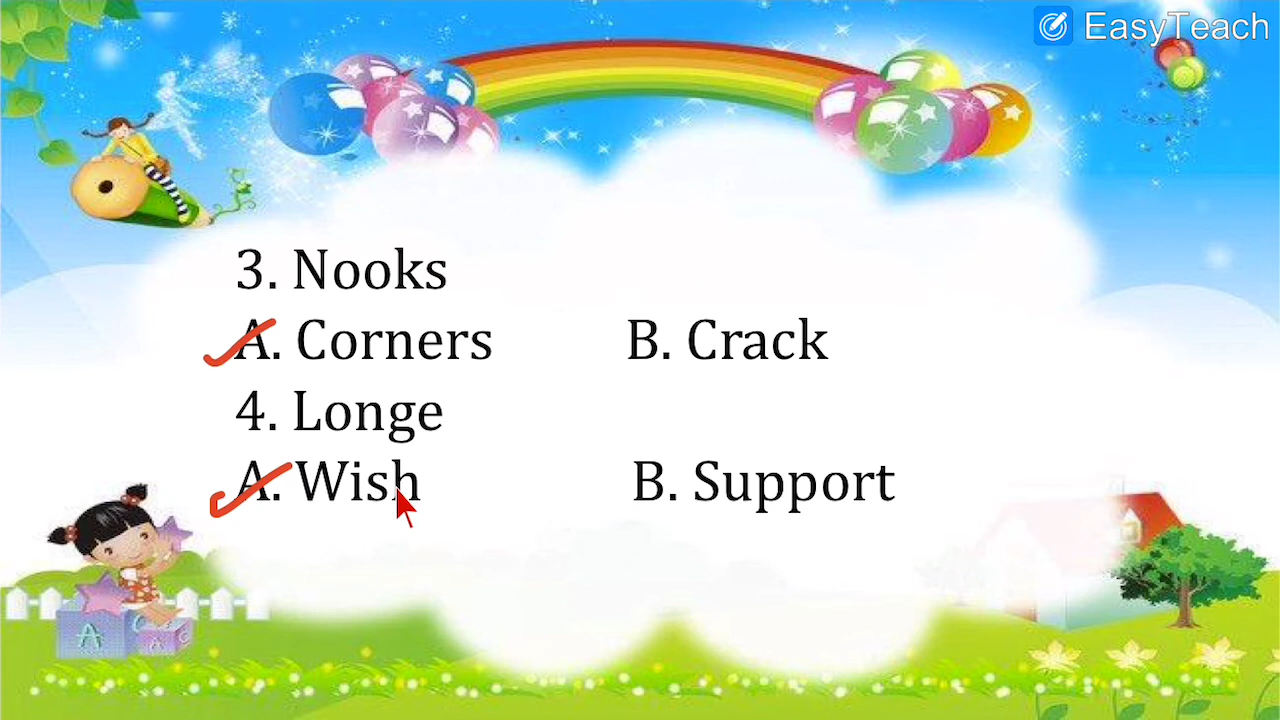 EasyTeach
3. Nooks
A. Corners B. Crack
4. Longe
A. Wish B. Support
A
C
A C